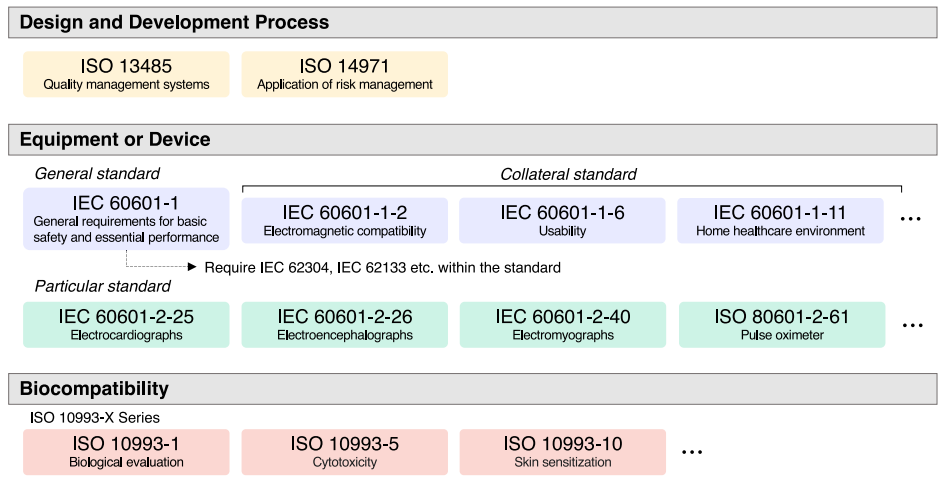 Design and Development Process
ISO 13485
Quality management systems
ISO 14971
Application of risk management
Equipment or Device
General standard
Collateral standard
IEC 60601-1
General requirements for basic
safety and essential performance
IEC 60601-1-2
Electromagnetic compatibility
IEC 60601-1-6
Usability
IEC 60601-1-11
Home healthcare environment
...
Require IEC 62304, IEC 62133 etc. within the standard
Particular standard
IEC 60601-2-25
Electrocardiographs
IEC 60601-2-26
Electroencephalographs
IEC 60601-2-40
Electromyographs
ISO 80601-2-61
Pulse oximeter
...
Biocompatibility
ISO 10993-X Series
ISO 10993-1
Biological evaluation
ISO 10993-5
Cytotoxicity
ISO 10993-10
Skin sensitization
...